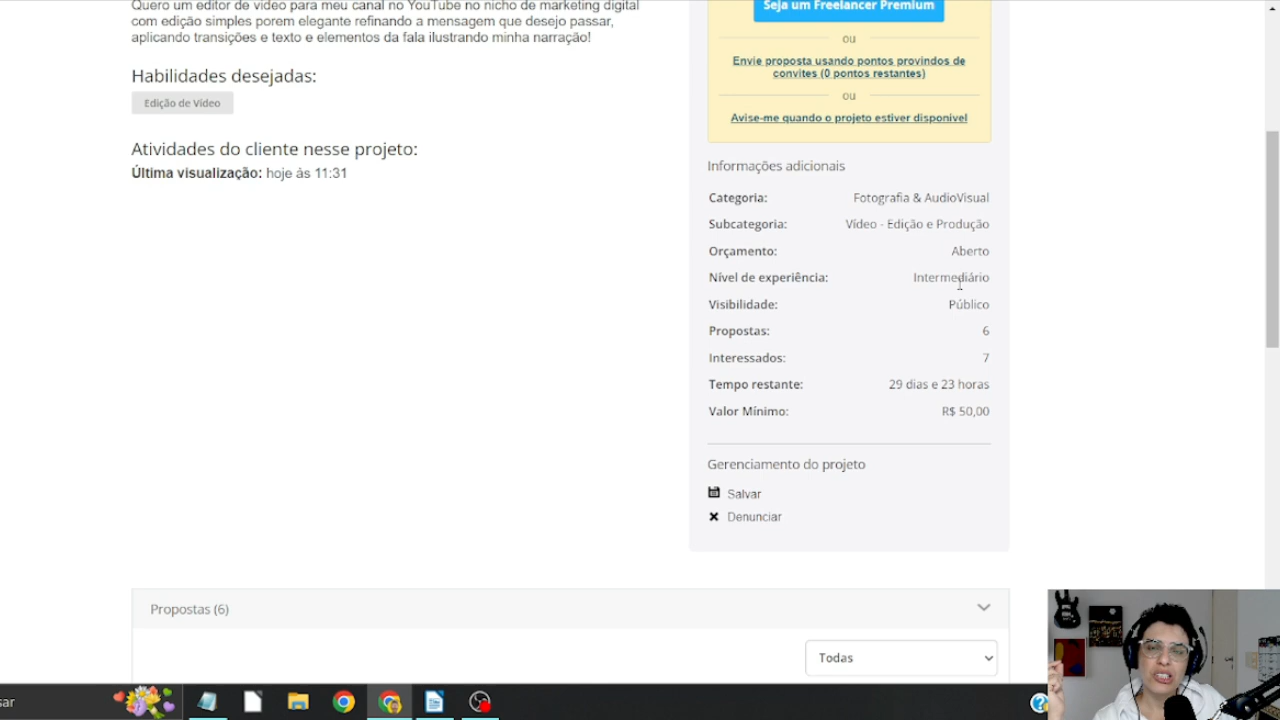 Quero um editor de vídeo para meu canal no YouTube no nicho de marketing digital
com edição simples porem elegante refinando a mensagem que desejo passar,
aplicando transições e texto e elementos da fala ilustrando minha narração!
Habilidades desejadas:
Edição de Vídeo
Atividades do cliente nesse projeto:
Última visualização: hoje ás 11:31
Seja um Freelancer Premium
ou
Envie proposta usando pontos provindos de
convites (0 pontos restantes)
ou
Avise-me quando o projeto estiver disponível
Informações adicionais
Categoria: Fotografia & AudioVisual
Subcategoria: Vídeo - Edição e Produção
Orçamento: Aberto
Nível de experiência: Intermediário
Visibilidade: Público
Propostas: 6
Interessados: 7
Tempo restante: 29 dias e 23 horas
Valor Mínimo: R$ 50,00
Gerenciamento do projeto
Salvar
Denunciar
Propostas (6)
Todas
sar